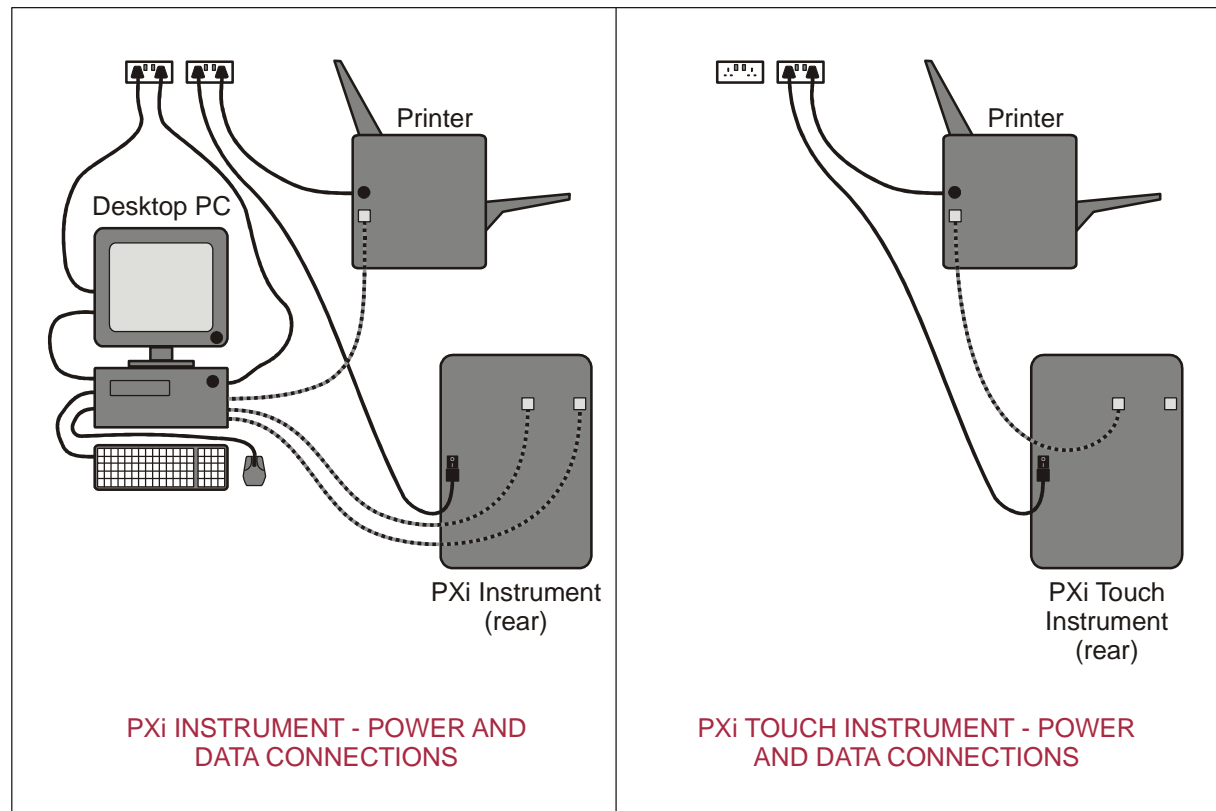 Printer
Desktop PC
PXi Instrument
(rear)
PXi INSTRUMENT - POWER AND
DATA CONNECTIONS
Printer
PXi Touch
Instrument
(rear)
PXi TOUCH INSTRUMENT - POWER
AND DATA CONNECTIONS